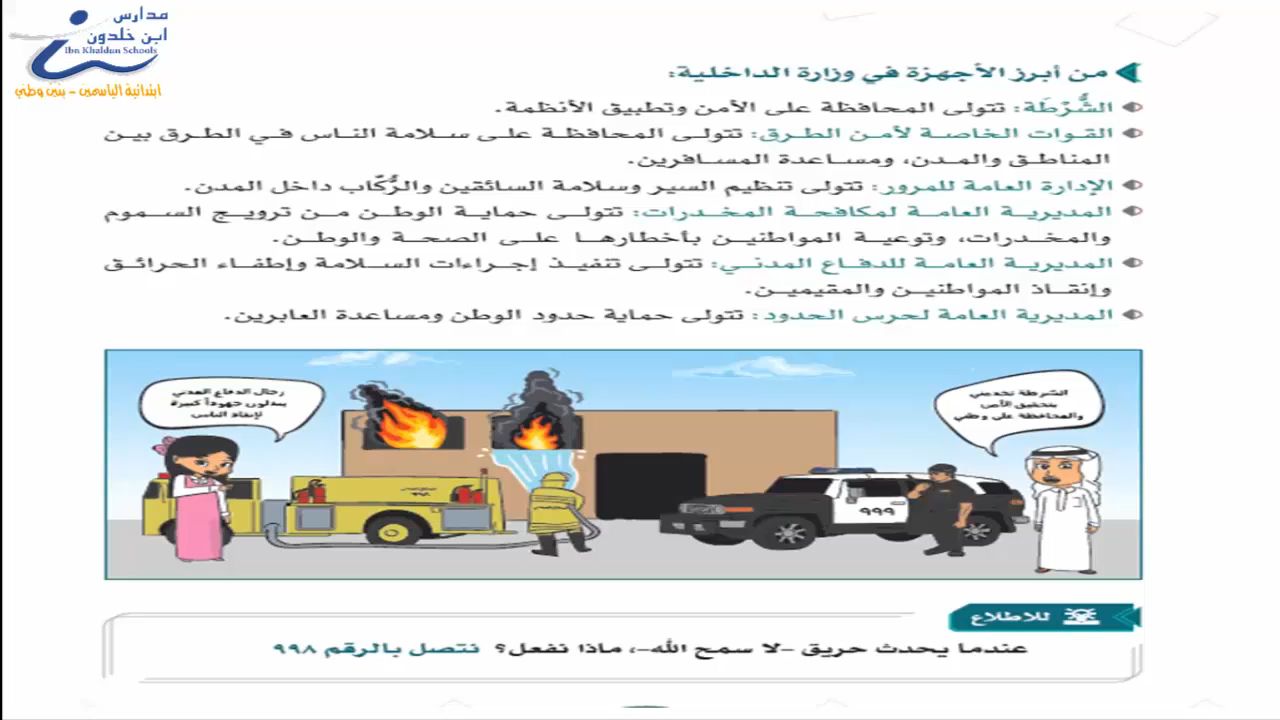 مدارس
ابن خلدون
Ibn Khaldun Schools
ابتدائية الياسمين - بنين وطني
من أبرز الأجهزة في وزارة الداخلية:
الشُّرْطَة: تتولى المحافظة على الأمن وتطبيق الأنظمة.
القوات الخاصة لأمن الطرق: تتولى المحافظة على سلامة الناس في الطرق بين
المناطق والمدن، ومساعدة المسافرين.
الإدارة العامة للمرور: تتولى تنظيم السير وسلامة السائقين والرُّكّاب داخل المدن.
المديرية العامة لمكافحة المخدرات: تتولى حماية الوطن من ترويج السموم
والمخدرات، وتوعية المواطنين بأخطارها على الصحة والوطن.
المديرية العامة للدفاع المدني: تتولى تنفيذ إجراءات السلامة وإطفاء الحرائق
وإنقاذ المواطنين والمقيمين.
المديرية العامة لحرس الحدود: تتولى حماية حدود الوطن ومساعدة العابرين.
الشرطة تخدمني
بتحقيق الأمن
والمحافظة على وطني
رجال الدفاع المدني
يبذلون جهوداً كبيرة
لإنقاذ الناس
٩٩٨
999
للاطلاع
عندما يحدث حريق -لا سمح الله-، ماذا نفعل؟ نتصل بالرقم ٩٩٨